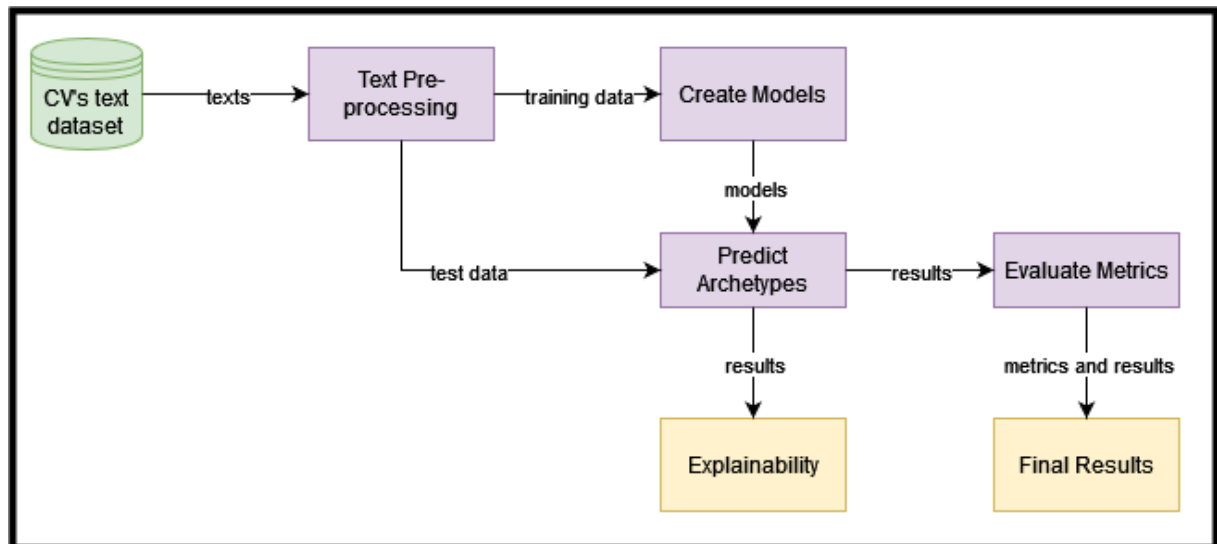 CV's text
dataset
texts
Text Pre-
processing
training data
Create Models
models
test data
Predict
Archetypes
results
Evaluate Metrics
results
metrics and results
Explainability
Final Results